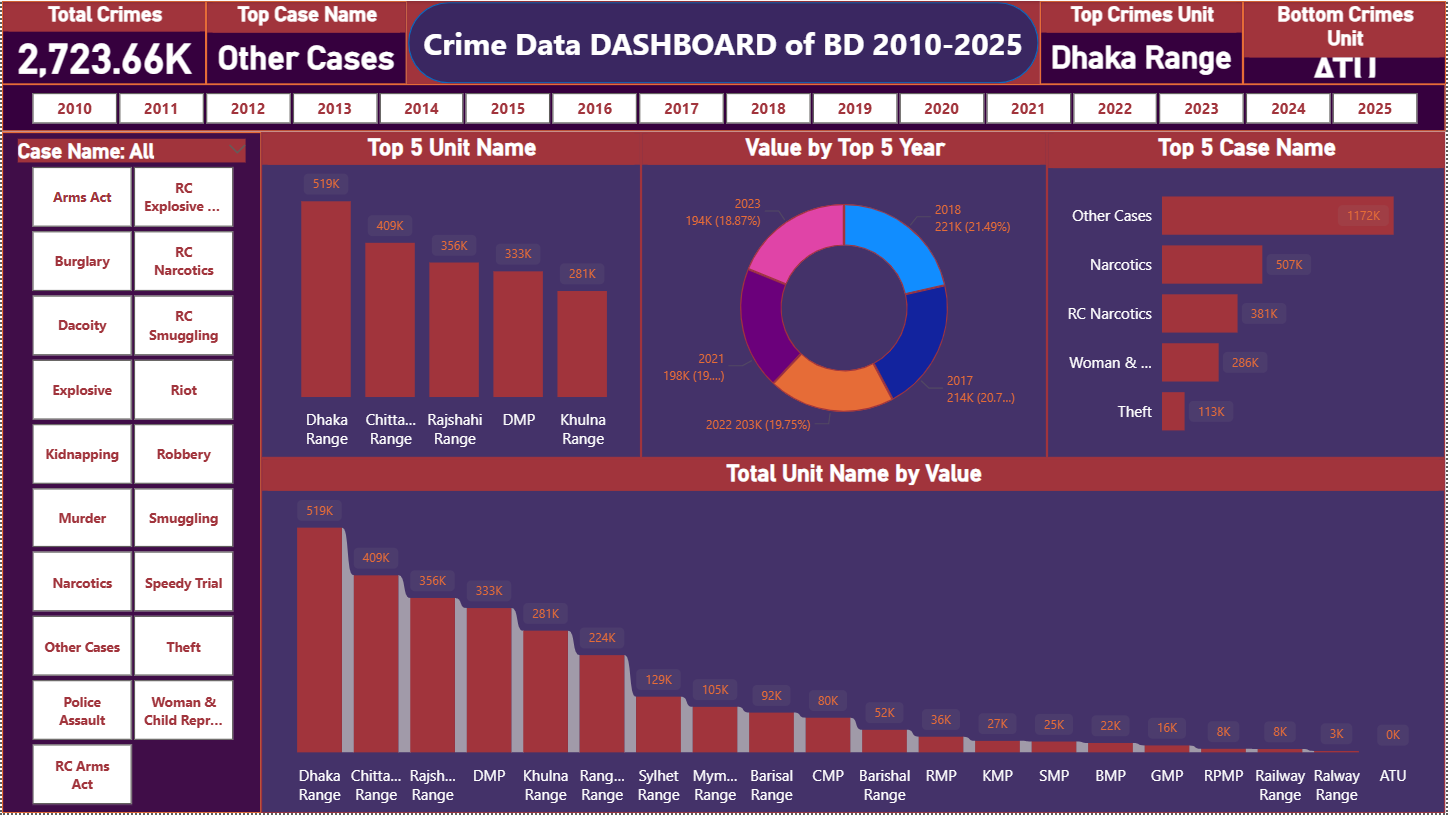 Total Crimes
2,723.66K
Top Case Name
Other Cases
Crime Data DASHBOARD of BD 2010-2025
Top Crimes Unit
Dhaka Range
Bottom Crimes
Unit
ATU
2010
2011
2012
2013
2014
2015
2016
2017
2018
2019
2020
2021
2022
2023
2024
2025
Case Name: All
Arms Act
RC
Explosive ...
Burglary
RC
Narcotics
Dacoity
RC
Smuggling
Explosive
Riot
Kidnapping
Robbery
Murder
Smuggling
Narcotics
Speedy Trial
Other Cases
Theft
Police
Assault
Woman &
Child Repr...
RC Arms
Act
Top 5 Unit Name
519K
409K
356K
333K
281K
Dhaka
Range
Chitta...
Range
Rajshahi
Range
DMP
Khulna
Range
Value by Top 5 Year
2018
221K (21.49%)
2017
214K (20.7...)
2022 203K (19.75%)
2021
198K (19....)
2023
194K (18.87%)
Top 5 Case Name
Other Cases
1172K
Narcotics
507K
RC Narcotics
381K
Woman & ...
286K
Theft
113K
Total Unit Name by Value
519K
409K
356K
333K
281K
224K
129K
105K
92K
80K
52K
36K
27K
25K
22K
16K
8K
8K
3K
0K
Dhaka
Range
Chitta...
Range
Rajsh...
Range
DMP
Khulna
Range
Rang...
Range
Sylhet
Range
Mym...
Range
Barisal
Range
CMP
Barishal
Range
RMP
KMP
SMP
BMP
GMP
RPMP
Railway
Range
Ralway
Range
ATU